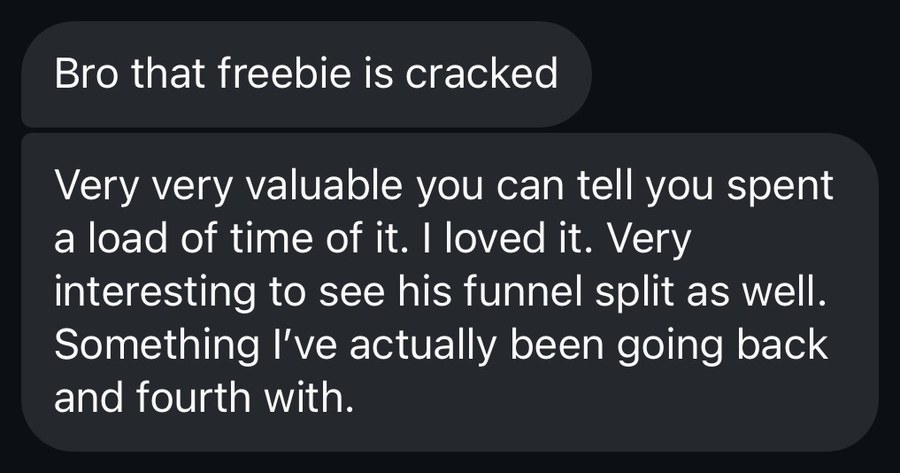 Bro that freebie is cracked
Very very valuable you can tell you spent
a load of time of it. I loved it. Very
interesting to see his funnel split as well.
Something I’ve actually been going back
and fourth with.